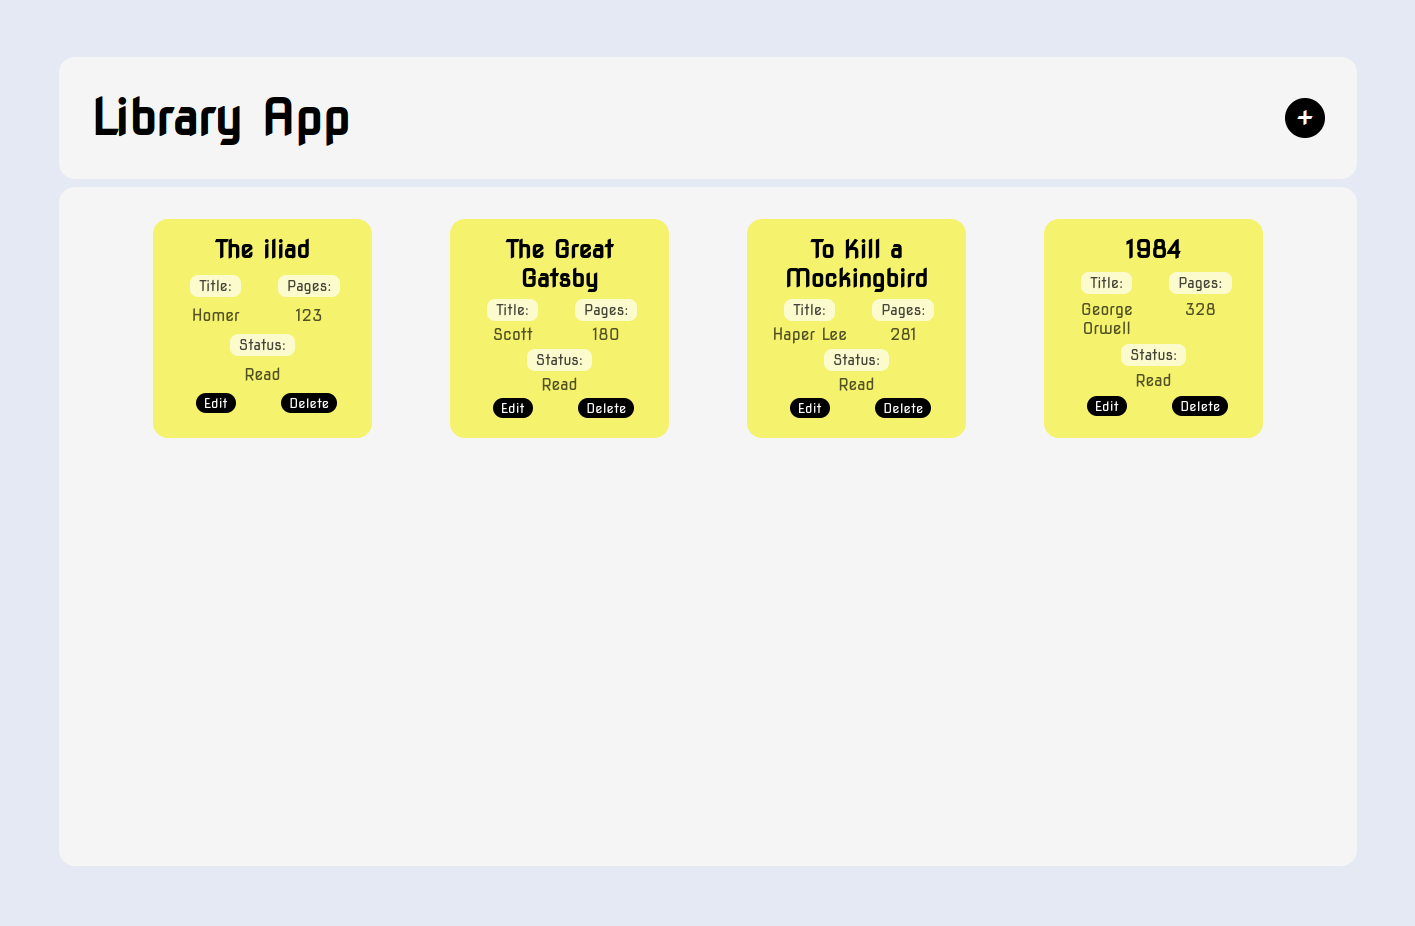 Library App
+
The iliad
Title: Pages:
Homer 123
Status:
Read
Edit Delete
The Great
Gatsby
Title: Pages:
Scott 180
Status:
Read
Edit Delete
To Kill a
Mockingbird
Title: Pages:
Haper Lee 281
Status:
Read
Edit Delete
1984
Title: Pages:
George 328
Orwell
Status:
Read
Edit Delete